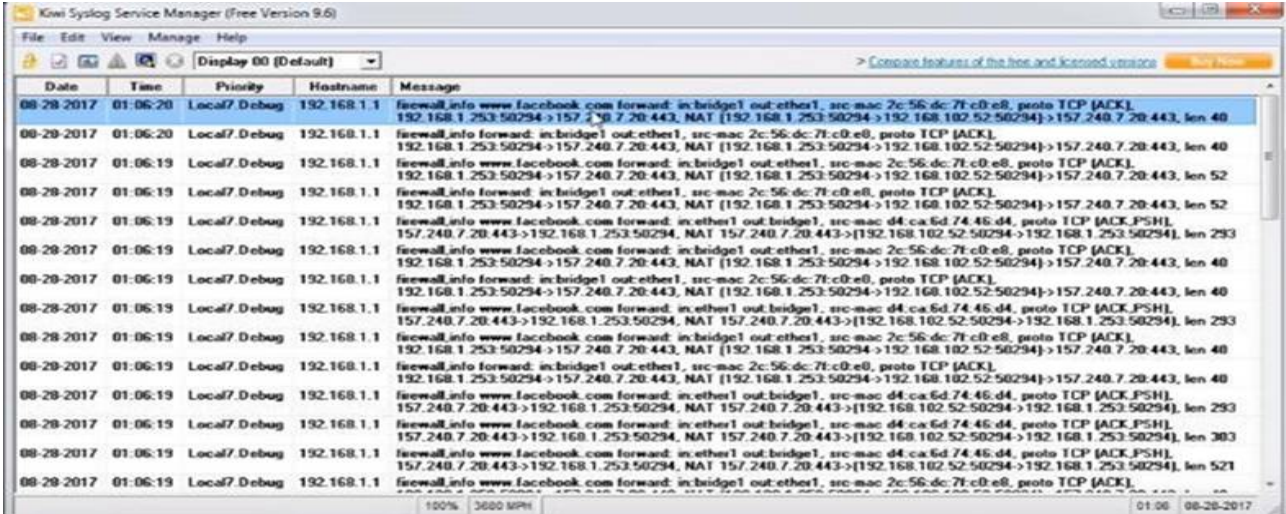 Kiwi Syslog Service Manager (Free Version 9.6)
File Edit View Manage Help
Display 00 (Default) > Compare features of the free and licensed versions Buy Now
Date Time Priority Hostname Message
08-28-2017 01:06:20 Local7.Debug 192.168.1.1 firewall,info www.facebook.com forward: in:bridge1 out:ether1, src-mac 2c:56:dc:7f:c0:e8, proto TCP (ACK),
192.168.1.253:50294->157.240.7.20:443, NAT (192.168.1.253:50294->192.168.102.52:50294)->157.240.7.20:443, len 40
08-28-2017 01:06:20 Local7.Debug 192.168.1.1 firewall,info forward: in:bridge1 out:ether1, src-mac 2c:56:dc:7f:c0:e8, proto TCP (ACK),
192.168.1.253:50294->157.240.7.20:443, NAT (192.168.1.253:50294->192.168.102.52:50294)->157.240.7.20:443, len 40
08-28-2017 01:06:19 Local7.Debug 192.168.1.1 firewall,info www.facebook.com forward: in:bridge1 out:ether1, src-mac 2c:56:dc:7f:c0:e8, proto TCP (ACK),
192.168.1.253:50294->157.240.7.20:443, NAT (192.168.1.253:50294->192.168.102.52:50294)->157.240.7.20:443, len 52
08-28-2017 01:06:19 Local7.Debug 192.168.1.1 firewall,info forward: in:bridge1 out:ether1, src-mac 2c:56:dc:7f:c0:e8, proto TCP (ACK),
192.168.1.253:50294->157.240.7.20:443, NAT (192.168.1.253:50294->192.168.102.52:50294)->157.240.7.20:443, len 52
08-28-2017 01:06:19 Local7.Debug 192.168.1.1 firewall,info www.facebook.com forward: in:ether1 out:bridge1, src-mac d4:ca:6d:74:46:d4, proto TCP (ACK,PSH),
157.240.7.20:443->192.168.1.253:50294, NAT 157.240.7.20:443->(192.168.102.52:50294->192.168.1.253:50294), len 293
08-28-2017 01:06:19 Local7.Debug 192.168.1.1 firewall,info www.facebook.com forward: in:bridge1 out:ether1, src-mac 2c:56:dc:7f:c0:e8, proto TCP (ACK),
192.168.1.253:50294->157.240.7.20:443, NAT (192.168.1.253:50294->192.168.102.52:50294)->157.240.7.20:443, len 40
08-28-2017 01:06:19 Local7.Debug 192.168.1.1 firewall,info forward: in:bridge1 out:ether1, src-mac 2c:56:dc:7f:c0:e8, proto TCP (ACK),
192.168.1.253:50294->157.240.7.20:443, NAT (192.168.1.253:50294->192.168.102.52:50294)->157.240.7.20:443, len 40
08-28-2017 01:06:19 Local7.Debug 192.168.1.1 firewall,info www.facebook.com forward: in:ether1 out:bridge1, src-mac d4:ca:6d:74:46:d4, proto TCP (ACK,PSH),
157.240.7.20:443->192.168.1.253:50294, NAT 157.240.7.20:443->(192.168.102.52:50294->192.168.1.253:50294), len 293
08-28-2017 01:06:19 Local7.Debug 192.168.1.1 firewall,info www.facebook.com forward: in:bridge1 out:ether1, src-mac 2c:56:dc:7f:c0:e8, proto TCP (ACK),
192.168.1.253:50294->157.240.7.20:443, NAT (192.168.1.253:50294->192.168.102.52:50294)->157.240.7.20:443, len 40
08-28-2017 01:06:19 Local7.Debug 192.168.1.1 firewall,info forward: in:bridge1 out:ether1, src-mac 2c:56:dc:7f:c0:e8, proto TCP (ACK),
192.168.1.253:50294->157.240.7.20:443, NAT (192.168.1.253:50294->192.168.102.52:50294)->157.240.7.20:443, len 40
08-28-2017 01:06:19 Local7.Debug 192.168.1.1 firewall,info www.facebook.com forward: in:ether1 out:bridge1, src-mac d4:ca:6d:74:46:d4, proto TCP (ACK,PSH),
157.240.7.20:443->192.168.1.253:50294, NAT 157.240.7.20:443->(192.168.102.52:50294->192.168.1.253:50294), len 293
08-28-2017 01:06:19 Local7.Debug 192.168.1.1 firewall,info www.facebook.com forward: in:ether1 out:bridge1, src-mac d4:ca:6d:74:46:d4, proto TCP (ACK,PSH),
157.240.7.20:443->192.168.1.253:50294, NAT 157.240.7.20:443->(192.168.102.52:50294->192.168.1.253:50294), len 303
08-28-2017 01:06:19 Local7.Debug 192.168.1.1 firewall,info www.facebook.com forward: in:ether1 out:bridge1, src-mac d4:ca:6d:74:46:d4, proto TCP (ACK,PSH),
157.240.7.20:443->192.168.1.253:50294, NAT 157.240.7.20:443->(192.168.102.52:50294->192.168.1.253:50294), len 521
08-28-2017 01:06:19 Local7.Debug 192.168.1.1 firewall,info www.facebook.com forward: in:bridge1 out:ether1, src-mac 2c:56:dc:7f:c0:e8, proto TCP (ACK),
100% 3680 MPH 01:06 08-28-2017